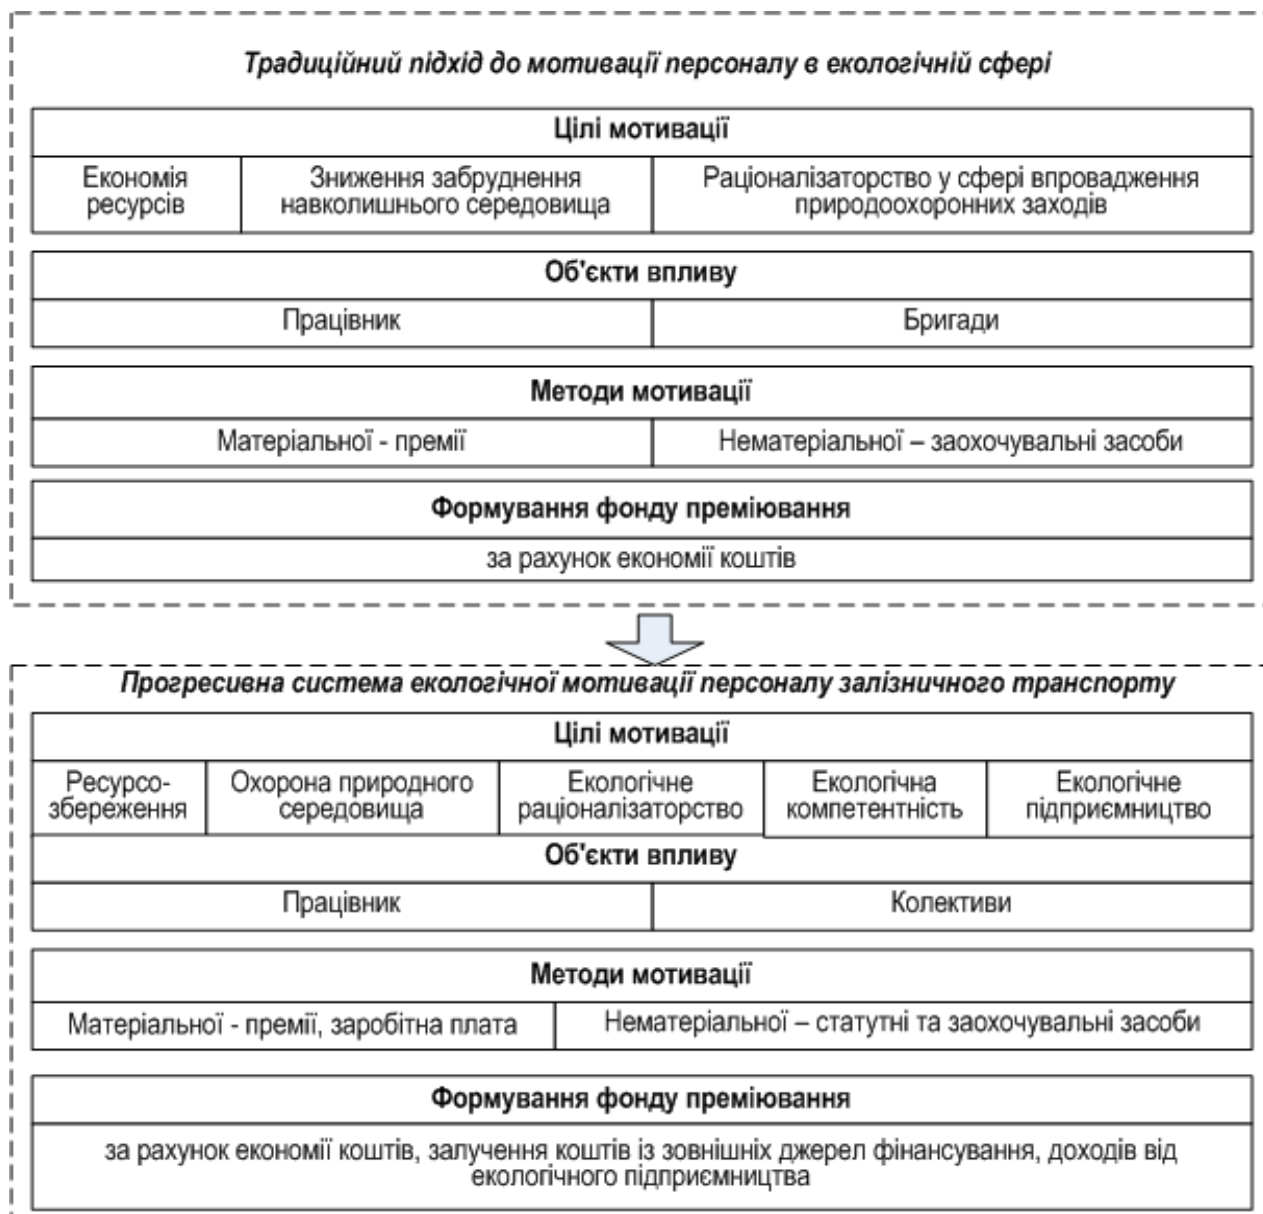 Традиційний підхід до мотивації персоналу в екологічній сфері
Цілі мотивації
Економія
ресурсів
Зниження забруднення
навколишнього середовища
Раціоналізаторство у сфері впровадження
природоохоронних заходів
Об'єкти впливу
Працівник
Бригади
Методи мотивації
Матеріальної - премії
Нематеріальної – заохочувальні засоби
Формування фонду преміювання
за рахунок економії коштів
Прогресивна система екологічної мотивації персоналу залізничного транспорту
Цілі мотивації
Ресурсо-
збереження
Охорона природного
середовища
Екологічне
раціоналізаторство
Екологічна
компетентність
Екологічне
підприємництво
Об'єкти впливу
Працівник
Колективи
Методи мотивації
Матеріальної - премії, заробітна плата
Нематеріальної – статутні та заохочувальні засоби
Формування фонду преміювання
за рахунок економії коштів, залучення коштів із зовнішніх джерел фінансування, доходів від
екологічного підприємництва